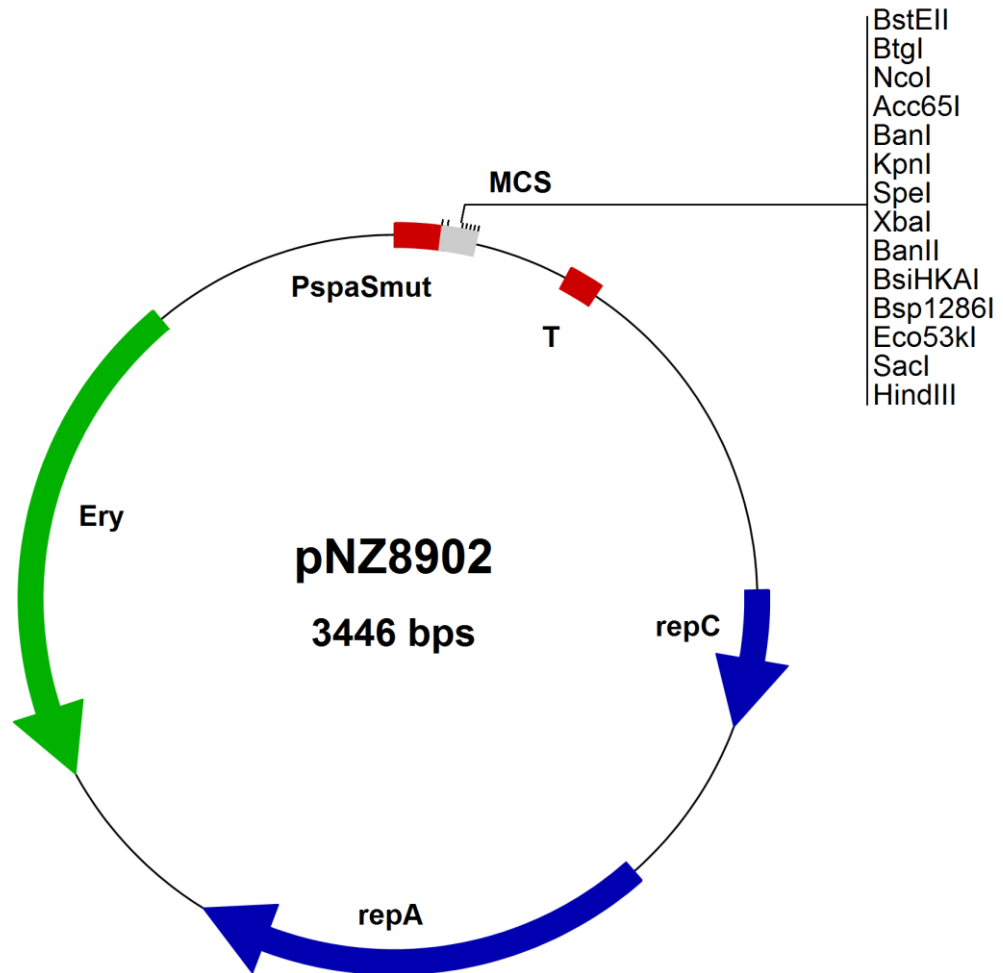 BstEII
BtgI
NcoI
Acc65I
BanI
KpnI
SpeI
XbaI
BanII
BsiHKAI
Bsp1286I
Eco53kI
SacI
HindIII
MCS
PspaSmut
T
Ery
pNZ8902
3446 bps
repC
repA